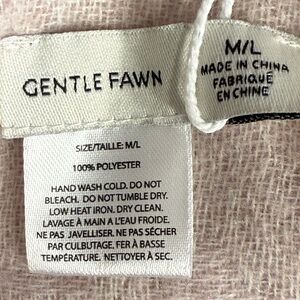 GENTLE FAWN
M/L
MADE IN CHINA
FABRIQUÉ
EN CHINE
SIZE/TAILLE: M/L
100% POLYESTER
HAND WASH COLD. DO NOT
BLEACH. DO NOT TUMBLE DRY.
LOW HEAT IRON. DRY CLEAN.
LAVAGE À MAIN A L'EAU FROIDE.
NE PAS JAVELLISER. NE PAS SÉCHER
PAR CULBUTAGE. FER À BASSE
TEMPÉRATURE. NETTOYER À SEC.